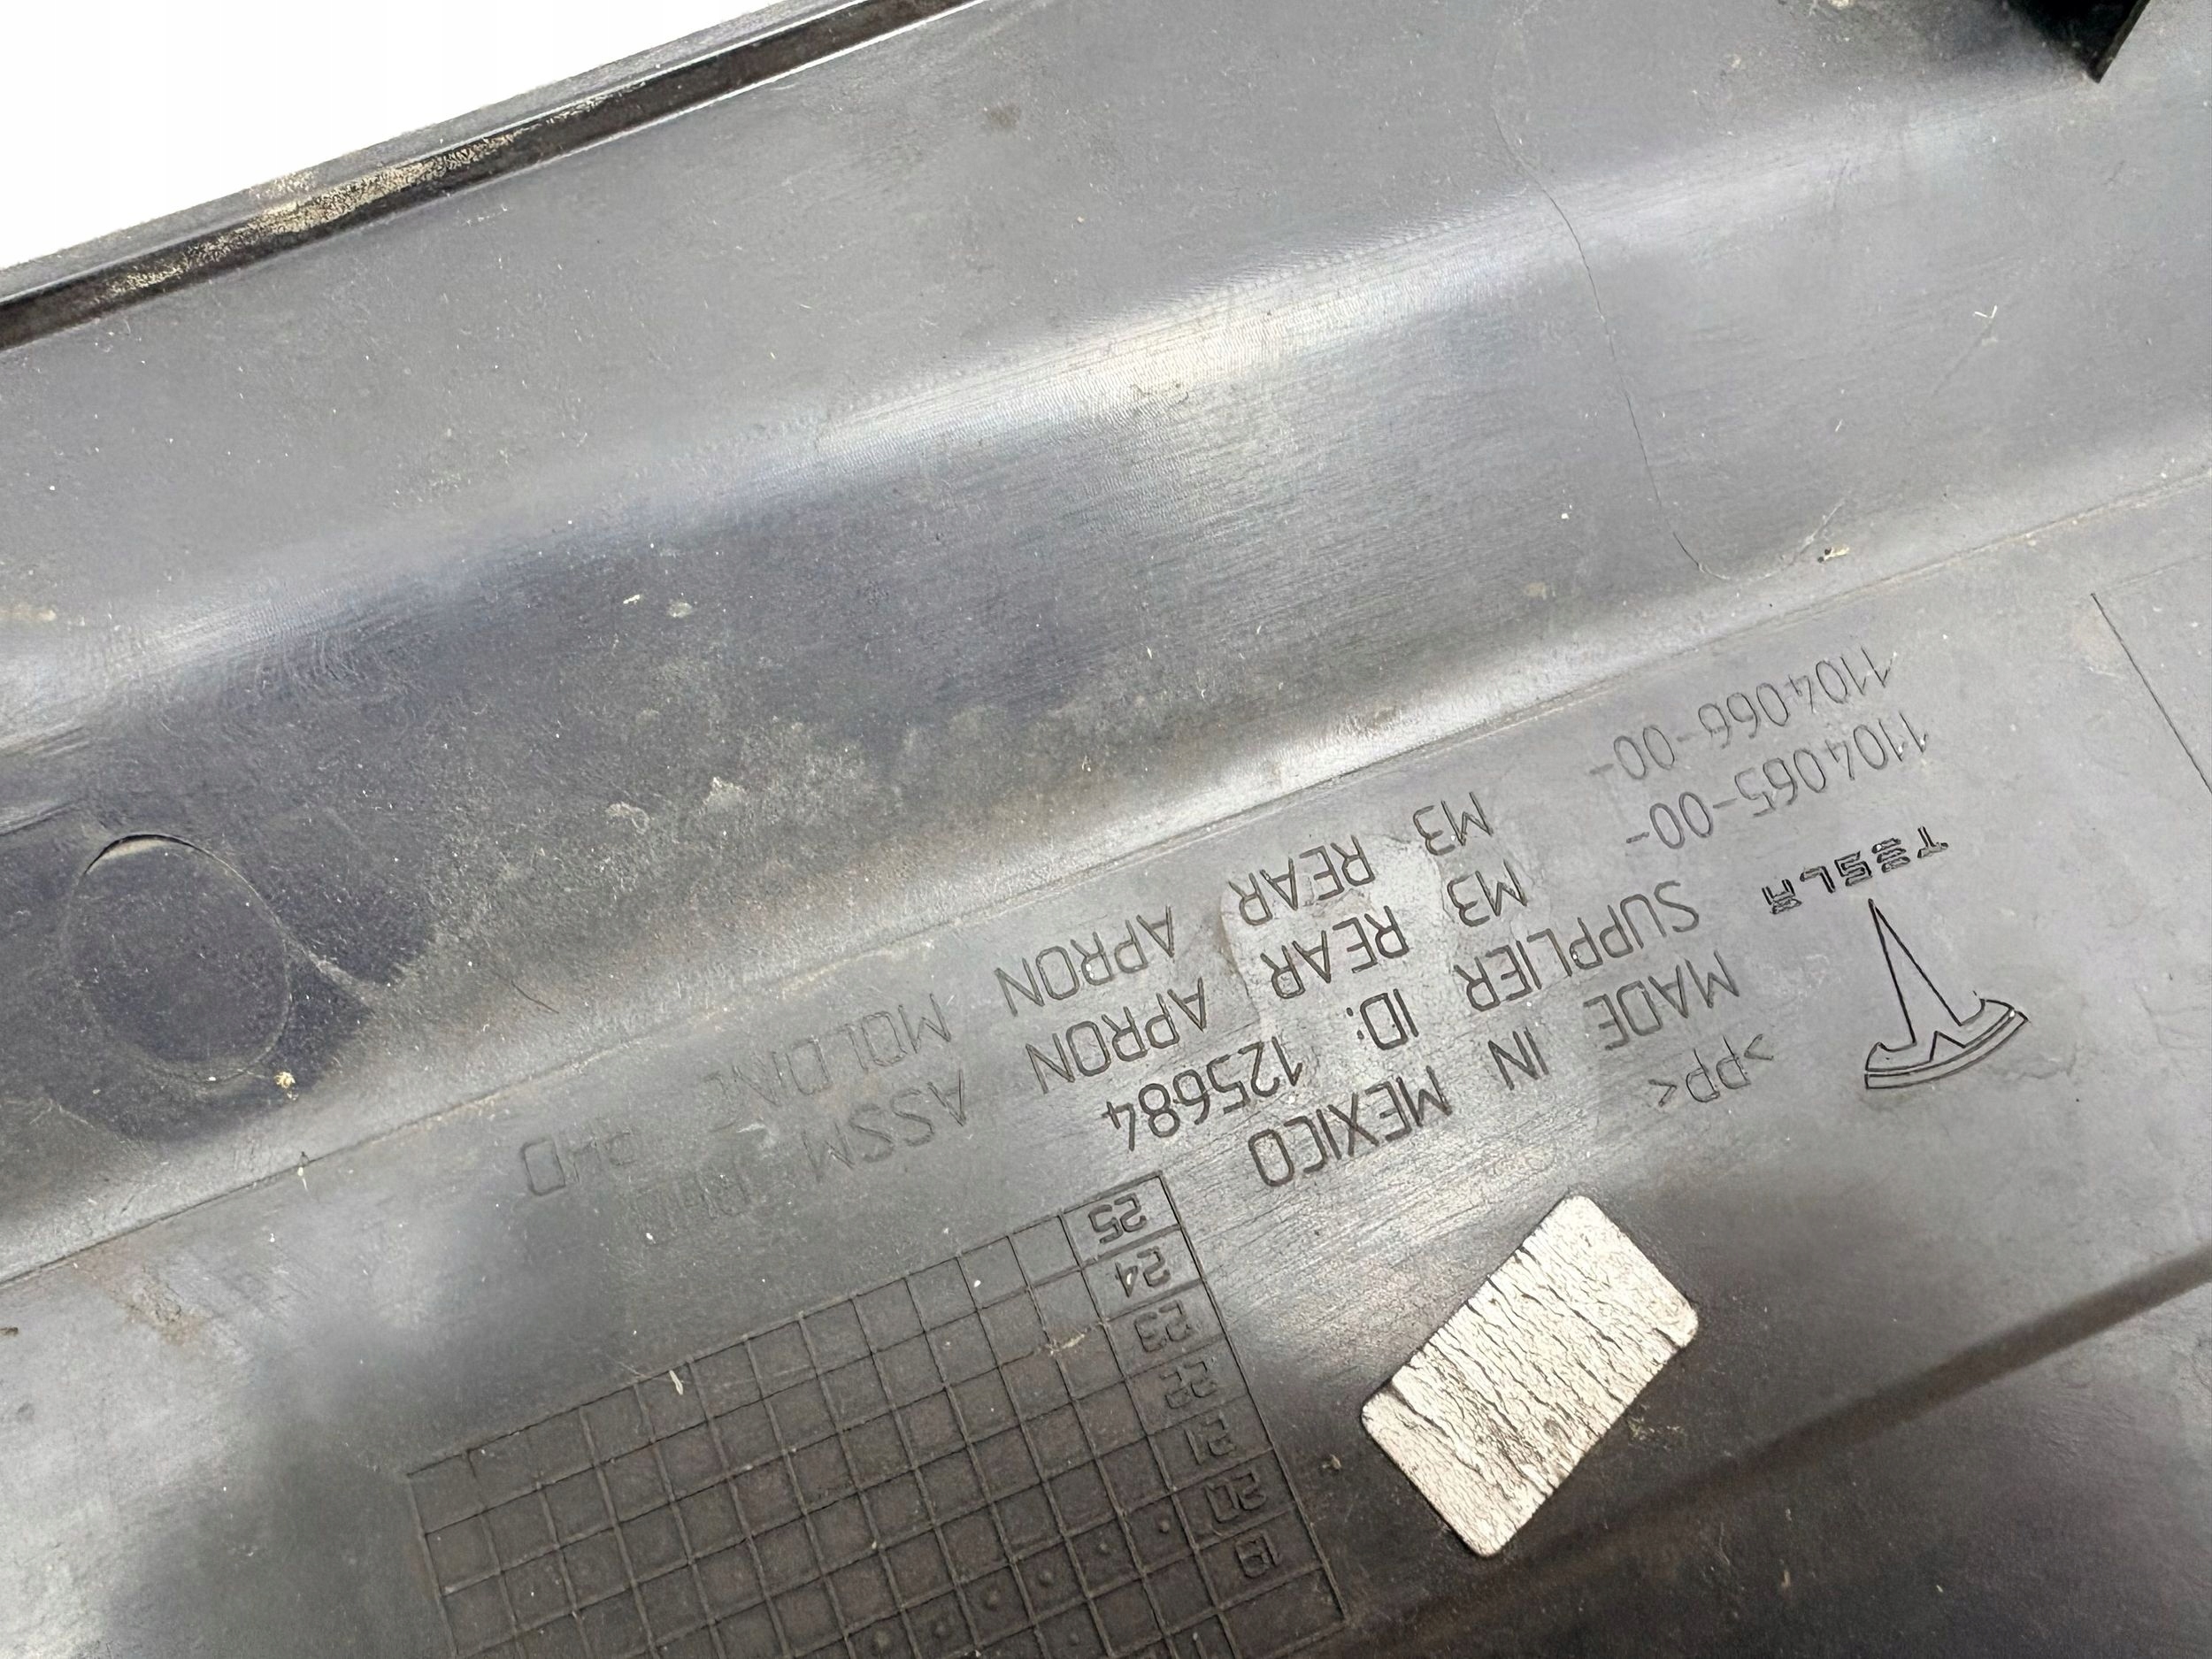 >PP<
MADE IN MEXICO
SUPPLIER ID: 125684
TESLA
1104065-00- M3 REAR APRON ASSM
1104066-00- M3 REAR APRON MOLDING
19
20
21
22
23
24
25